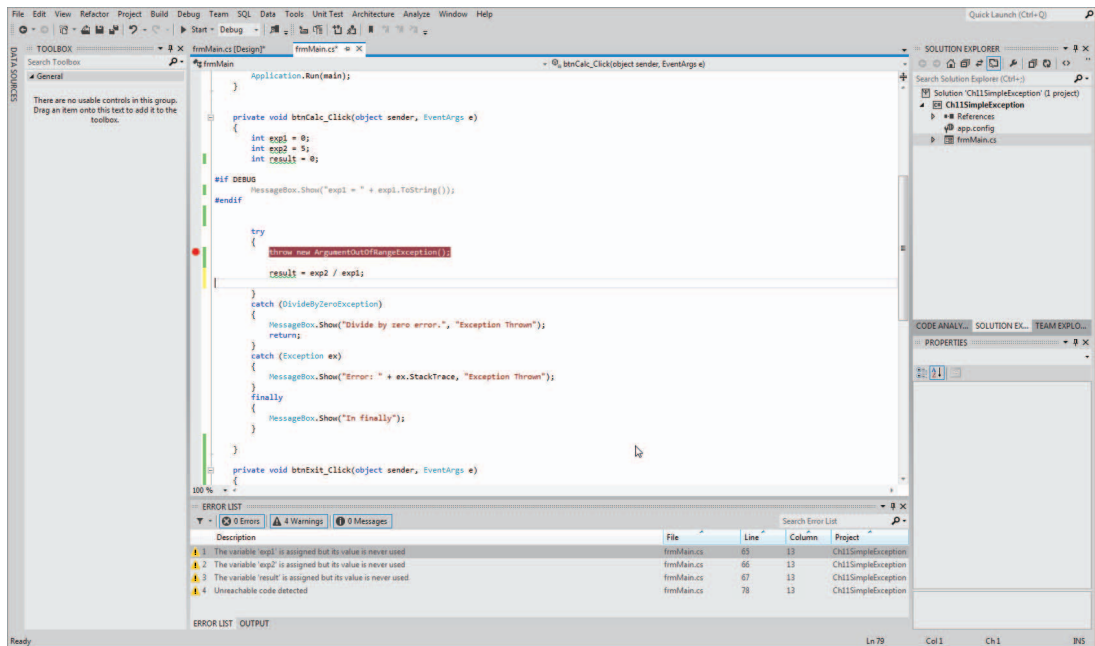 File Edit View Refactor Project Build Debug Team SQL Data Tools Unit Test Architecture Analyze Window Help
Quick Launch (Ctrl+Q)
Start Debug
DATA SOURCES
TOOLBOX
Search Toolbox
General
There are no usable controls in this group.
Drag an item onto this text to add it to the
toolbox.
frmMain.cs [Design]* frmMain.cs*
frmMain btnCalc_Click(object sender, EventArgs e)
Application.Run(main);
}
private void btnCalc_Click(object sender, EventArgs e)
{
int exp1 = 0;
int exp2 = 5;
int result = 0;
#if DEBUG
MessageBox.Show("exp1 = " + exp1.ToString());
#endif
try
{
throw new ArgumentOutOfRangeException();
result = exp2 / exp1;
}
catch (DivideByZeroException)
{
MessageBox.Show("Divide by zero error.", "Exception Thrown");
return;
}
catch (Exception ex)
{
MessageBox.Show("Error: " + ex.StackTrace, "Exception Thrown");
}
finally
{
MessageBox.Show("In finally");
}
}
private void btnExit_Click(object sender, EventArgs e)
{
100 %
SOLUTION EXPLORER
Search Solution Explorer (Ctrl+;)
Solution 'Ch11SimpleException' (1 project)
Ch11SimpleException
References
app.config
frmMain.cs
CODE ANALY... SOLUTION EX... TEAM EXPLO...
PROPERTIES
ERROR LIST
0 Errors 4 Warnings 0 Messages
Search Error List
Description File Line Column Project
1 The variable 'exp1' is assigned but its value is never used frmMain.cs 65 13 Ch11SimpleException
2 The variable 'exp2' is assigned but its value is never used frmMain.cs 66 13 Ch11SimpleException
3 The variable 'result' is assigned but its value is never used frmMain.cs 67 13 Ch11SimpleException
4 Unreachable code detected frmMain.cs 78 13 Ch11SimpleException
ERROR LIST OUTPUT
Ready Ln 79 Col 1 Ch 1 INS